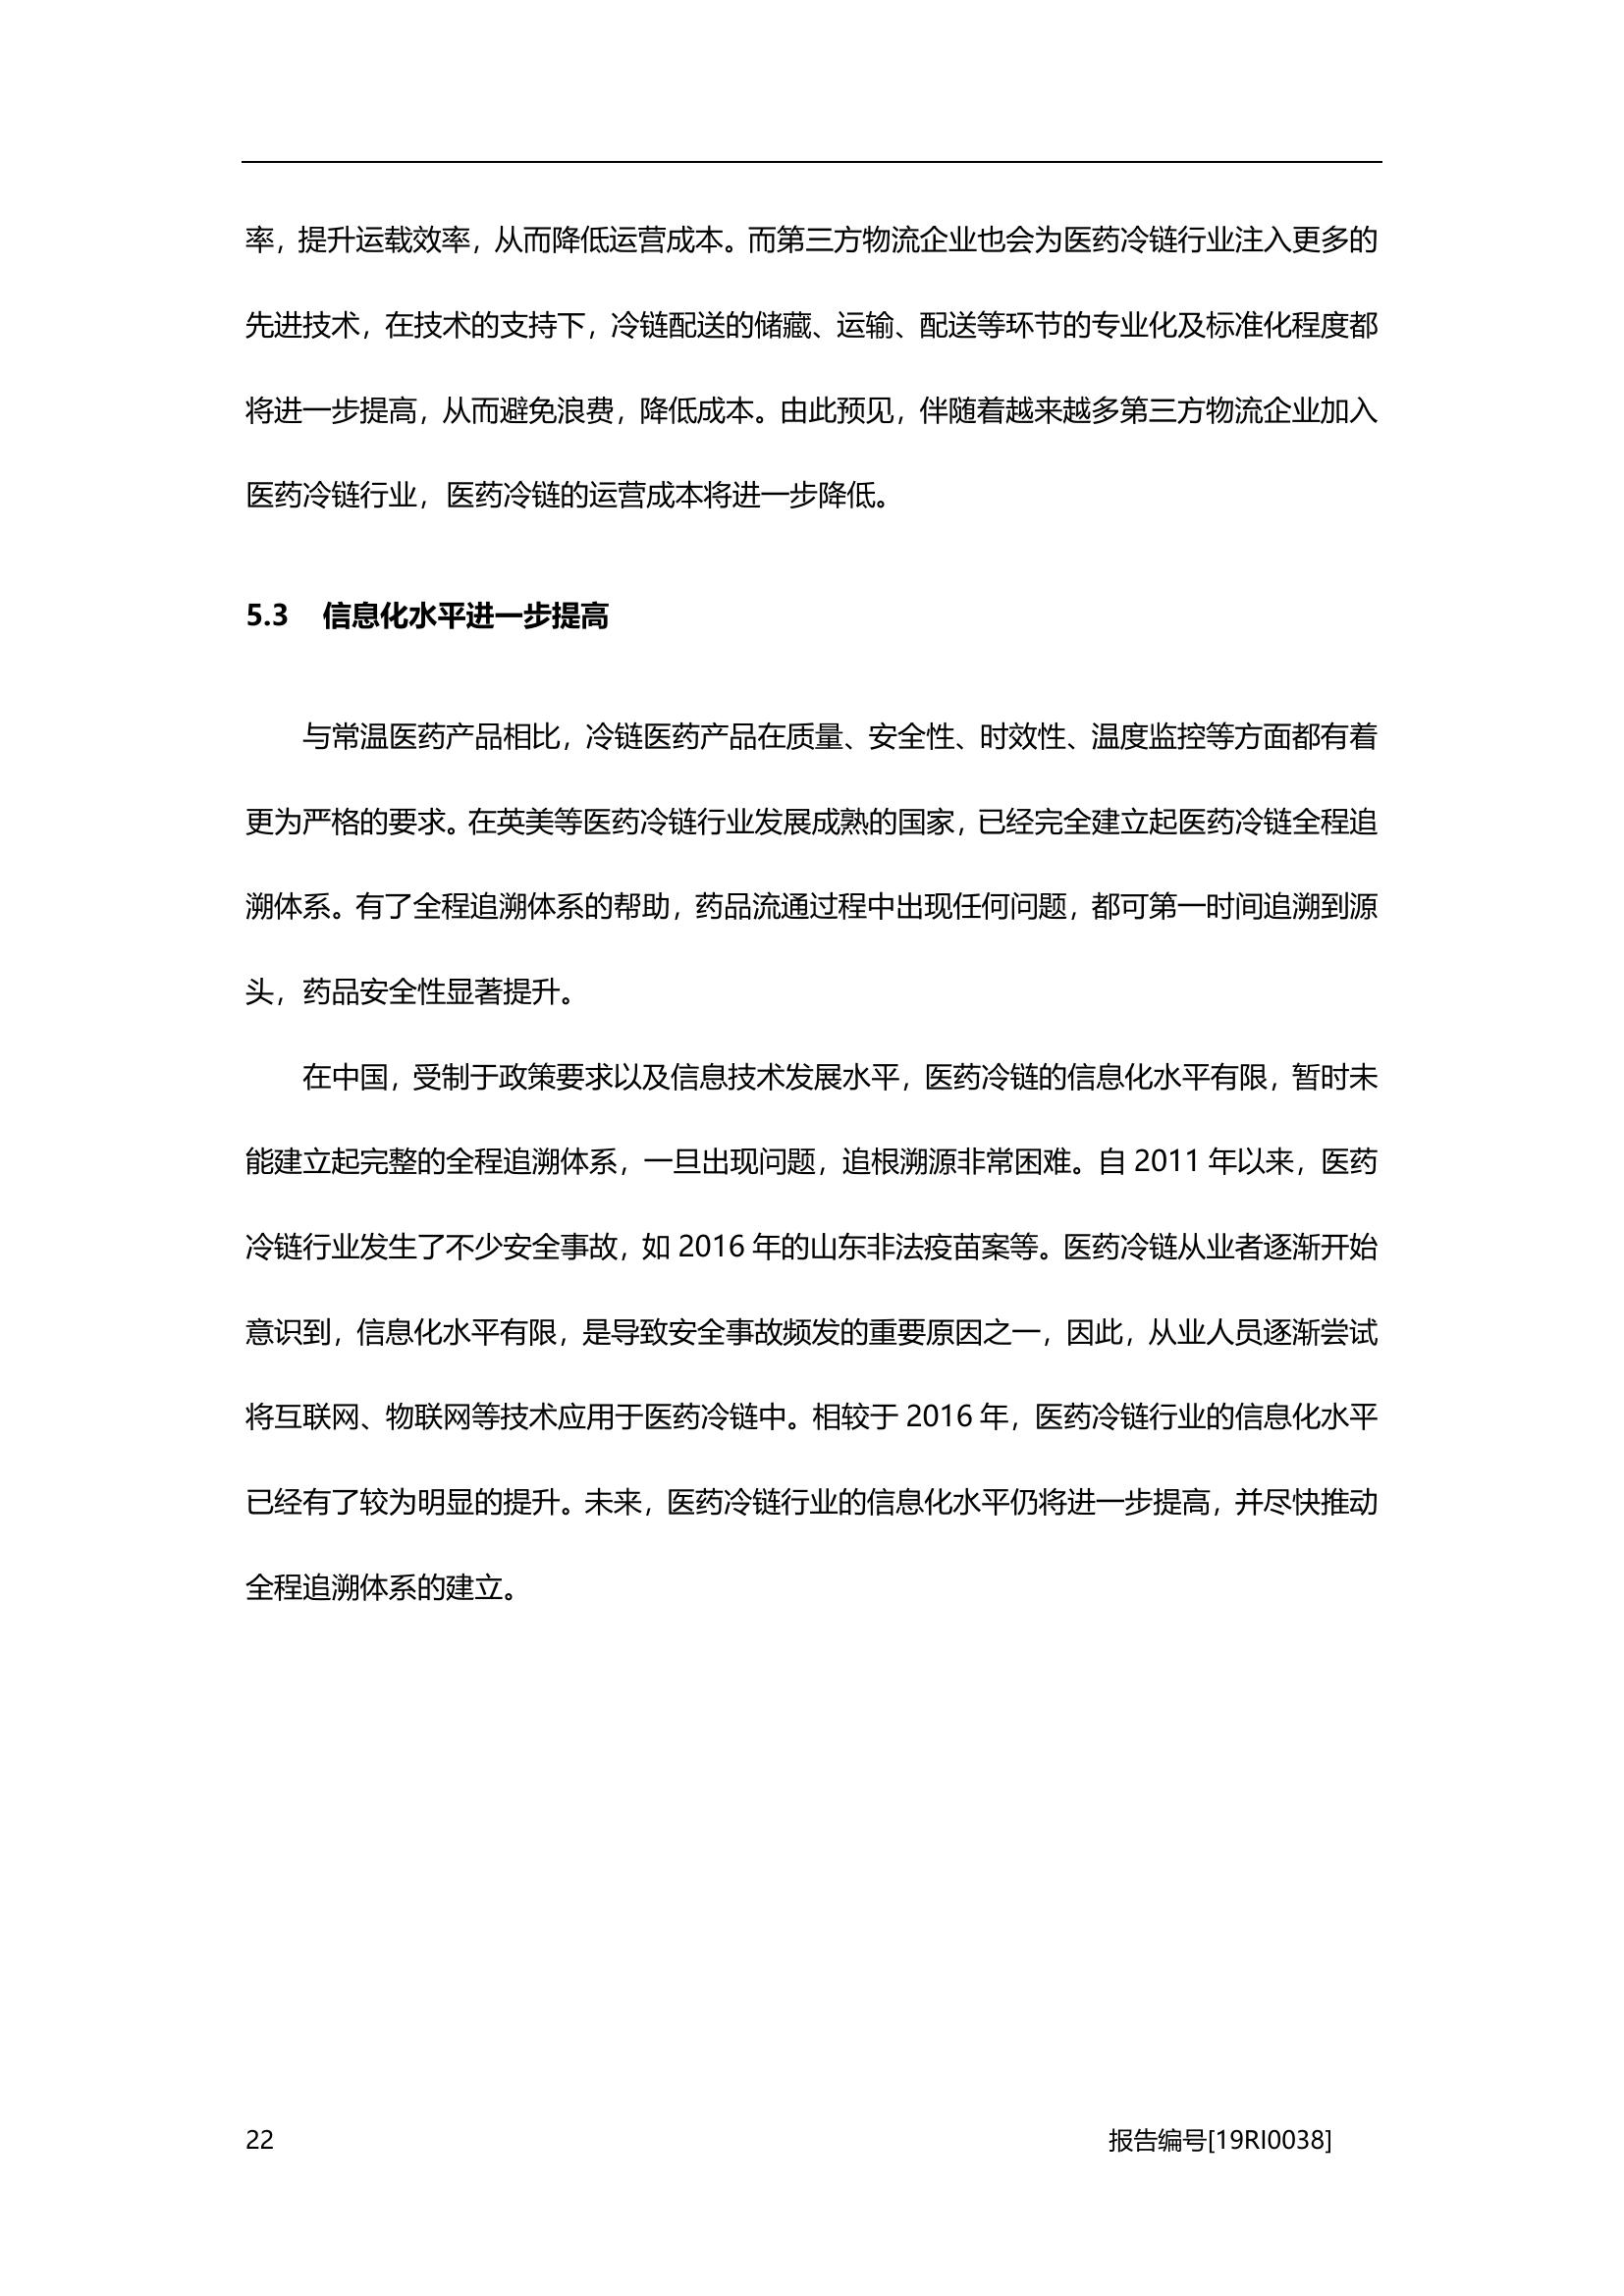 率，提升运载效率，从而降低运营成本。而第三方物流企业也会为医药冷链行业注入更多的
先进技术，在技术的支持下，冷链配送的储藏、运输、配送等环节的专业化及标准化程度都
将进一步提高，从而避免浪费，降低成本。由此预见，伴随着越来越多第三方物流企业加入
医药冷链行业，医药冷链的运营成本将进一步降低。
5.3 信息化水平进一步提高
与常温医药产品相比，冷链医药产品在质量、安全性、时效性、温度监控等方面都有着
更为严格的要求。在英美等医药冷链行业发展成熟的国家，已经完全建立起医药冷链全程追
溯体系。有了全程追溯体系的帮助，药品流通过程中出现任何问题，都可第一时间追溯到源
头，药品安全性显著提升。
在中国，受制于政策要求以及信息技术发展水平，医药冷链的信息化水平有限，暂时未
能建立起完整的全程追溯体系，一旦出现问题，追根溯源非常困难。自 2011 年以来，医药
冷链行业发生了不少安全事故，如 2016 年的山东非法疫苗案等。医药冷链从业者逐渐开始
意识到，信息化水平有限，是导致安全事故频发的重要原因之一，因此，从业人员逐渐尝试
将互联网、物联网等技术应用于医药冷链中。相较于 2016 年，医药冷链行业的信息化水平
已经有了较为明显的提升。未来，医药冷链行业的信息化水平仍将进一步提高，并尽快推动
全程追溯体系的建立。
22 报告编号[19RI0038]